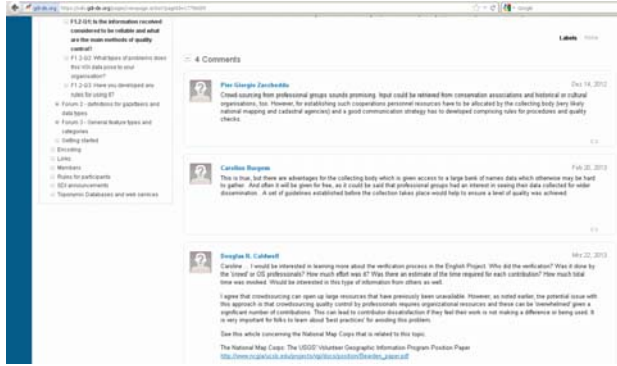 Labels None
F1.2-Q1) Is the information received
considered to be reliable and what
are the main methods of quality
control?
F1.2-Q2: What types of problems does
this VGI data pose to your
organisation?
F1.2-Q3: Have you developed any
rules for using it?
Forum 2 - definitions for gazetteers and
data types
Forum 3 - General feature types and
categories
Getting started
Encoding
Links
Members
Rules for participants
SDI announcements
Toponymic Databases and web services
4 Comments
Pier-Giorgio Zaccheddu
Dec 14, 2012
Crowd-sourcing from professional groups sounds promising. Input could be retrieved from conservation associations and historical or cultural
organisations, too. However, for establishing such cooperations personnel resources have to be allocated by the collecting body (very likely
national mapping and cadastral agencies) and a good communication strategy has to developed comprising rules for procedures and quality
checks.
Caroline Burgess
Feb 20, 2013
This is true, but there are advantages for the collecting body which is given access to a large bank of names data which otherwise may be hard
to gather. And often it will be given for free, as it could be said that professional groups had an interest in seeing their data collected for wider
dissemination. A set of guidelines established before the collection takes place would help to ensure a level of quality was achieved.
Douglas R. Caldwell
22, 2013
Caroline ... I would be interested in learning more about the verification process in the English Project. Who did the verification? Was it done by
the 'crowd' or OS professionals? How much effort was it? Was there an estimate of the time required for each contribution? How much total
time was involved. Would be interested in this type of information from others as well.
I agree that crowdsourcing can open up large resources that have previously been unavailable. However, as noted earlier, the potential issue with
this approach is that crowdsourcing quality control by professionals requires organizational resources and these can be 'overwhelmed' given a
significant number of contributions. This can lead to contributor dissatisfaction if they feel their work is not making a difference or being used. It
is very important for folks to learn about 'best practices' for avoiding this problem.
See this article concerning the National Map Corps that is related to this topic.
The National Map Corps: The USGS' Volunteer Geographic Information Program-Position Paper
http://www.ncgia.ucsb.edu/projects/vgi/docs/position/Bearden_paper.pdf